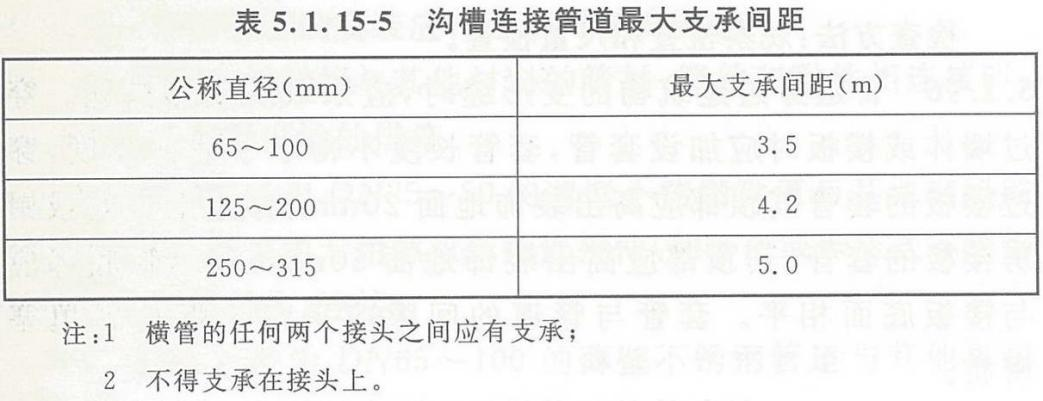 表 5.1.15-5 沟槽连接管道最大支承间距
公称直径(mm) 最大支承间距(m)
65～100 3.5
125～200 4.2
250～315 5.0
注:1 横管的任何两个接头之间应有支承；
2 不得支承在接头上。